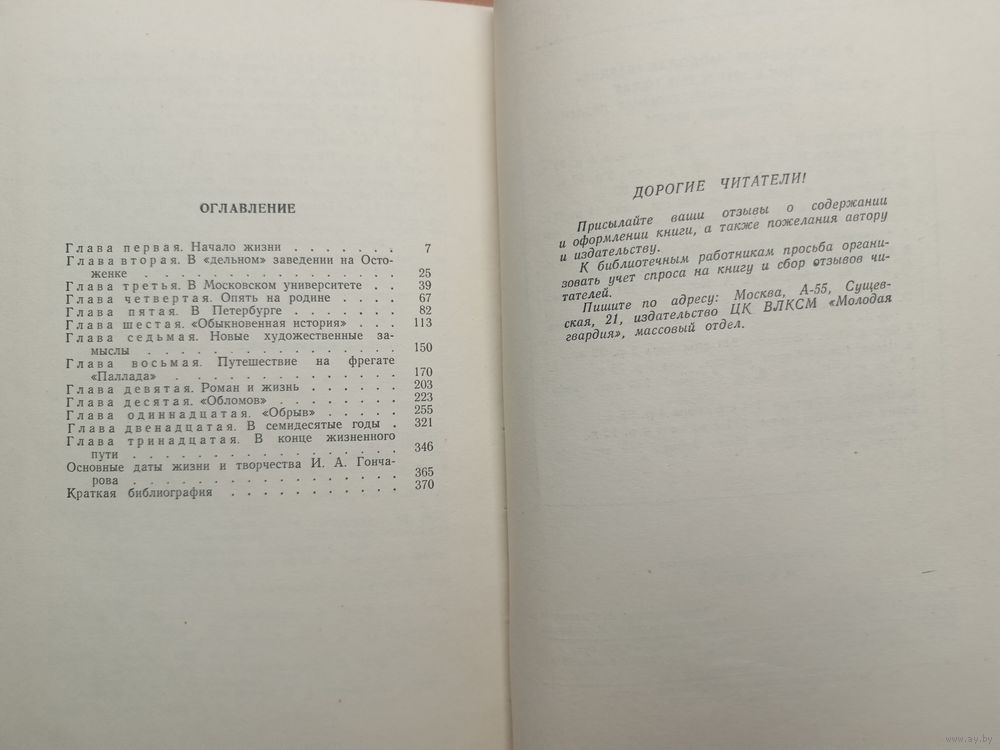 ОГЛАВЛЕНИЕ
Глава первая. Начало жизни . . . . . . . 7
Глава вторая. В «дельном» заведении на Осто-
женке . . . . . . . . . . . . . . . . 25
Глава третья. В Московском университете . . 39
Глава четвертая. Опять на родине . . . . 67
Глава пятая. В Петербурге . . . . . . . 82
Глава шестая. «Обыкновенная история» . . . 113
Глава седьмая. Новые художественные за-
мыслы . . . . . . . . . . . . . . . . 150
Глава восьмая. Путешествие на фрегате
«Паллада» . . . . . . . . . . . . . . 170
Глава девятая. Роман и жизнь . . . . . . 203
Глава десятая. «Обломов» . . . . . . . . 223
Глава одиннадцатая. «Обрыв» . . . . . 255
Глава двенадцатая. В семидесятые годы . 321
Глава тринадцатая. В конце жизненного
пути . . . . . . . . . . . . . . . . . 346
Основные даты жизни и творчества И. А. Гонча-
рова . . . . . . . . . . . . . . . . . 365
Краткая библиография . . . . . . . . . . 370
ДОРОГИЕ ЧИТАТЕЛИ!
Присылайте ваши отзывы о содержании
и оформлении книги, а также пожелания автору
и издательству.
К библиотечным работникам просьба органи-
зовать учет спроса на книгу и сбор отзывов чи-
тателей.
Пишите по адресу: Москва, А-55, Сущев-
ская, 21, издательство ЦК ВЛКСМ «Молодая
гвардия», массовый отдел.
www.ay.by